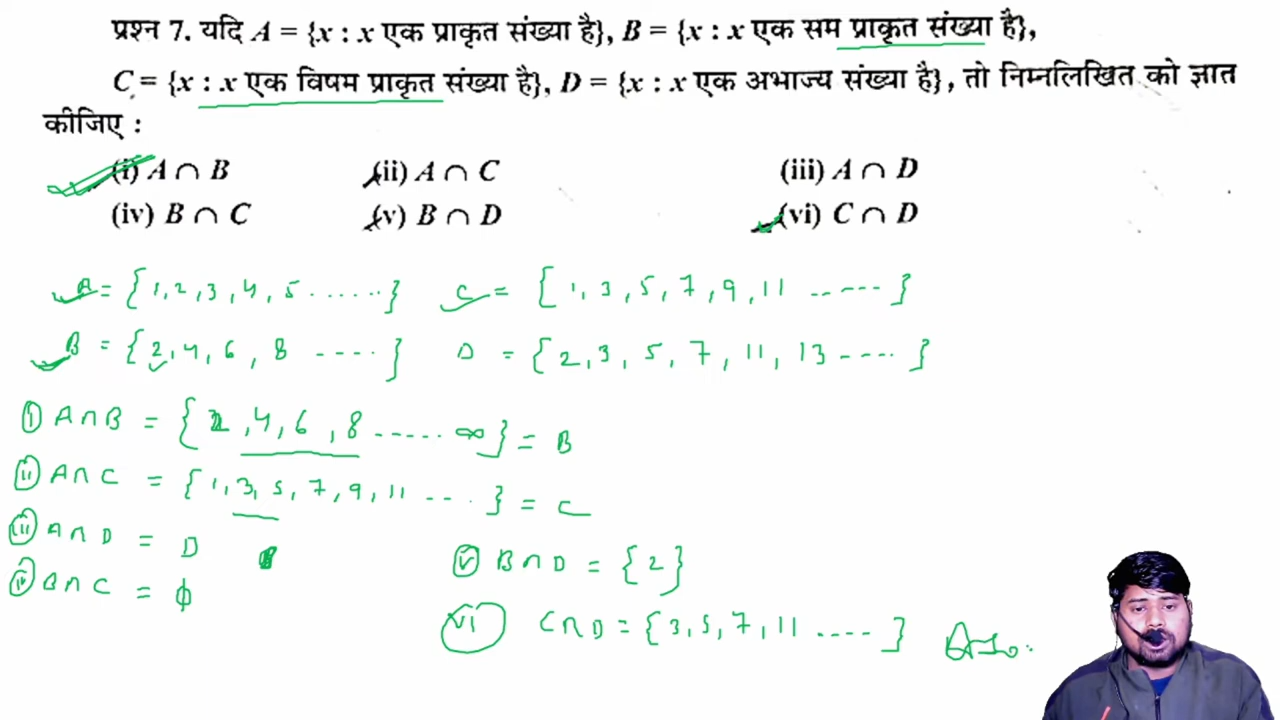 प्रश्न 7. यदि A = {x : x एक प्राकृत संख्या है}, B = {x : x एक सम प्राकृत संख्या है},
C = {x : x एक विषम प्राकृत संख्या है}, D = {x : x एक अभाज्य संख्या है}, तो निम्नलिखित को ज्ञात
कीजिए :
(i) A ∩ B (ii) A ∩ C (iii) A ∩ D
(iv) B ∩ C (v) B ∩ D (vi) C ∩ D
A = {1,2,3,4,5......} C = {1,3,5,7,9,11 ......}
B = {2,4,6,8 .....} D = {2,3,5,7,11,13.....}
(i) A∩B = {2,4,6,8...... ∞} = B
(ii) A∩C = {1,3,5,7,9,11 ....} = C
(iii) A∩D = D
(iv) B∩C = ϕ
(v) B∩D = {2}
(vi) C∩D = {3,5,7,11 .....} Ans.